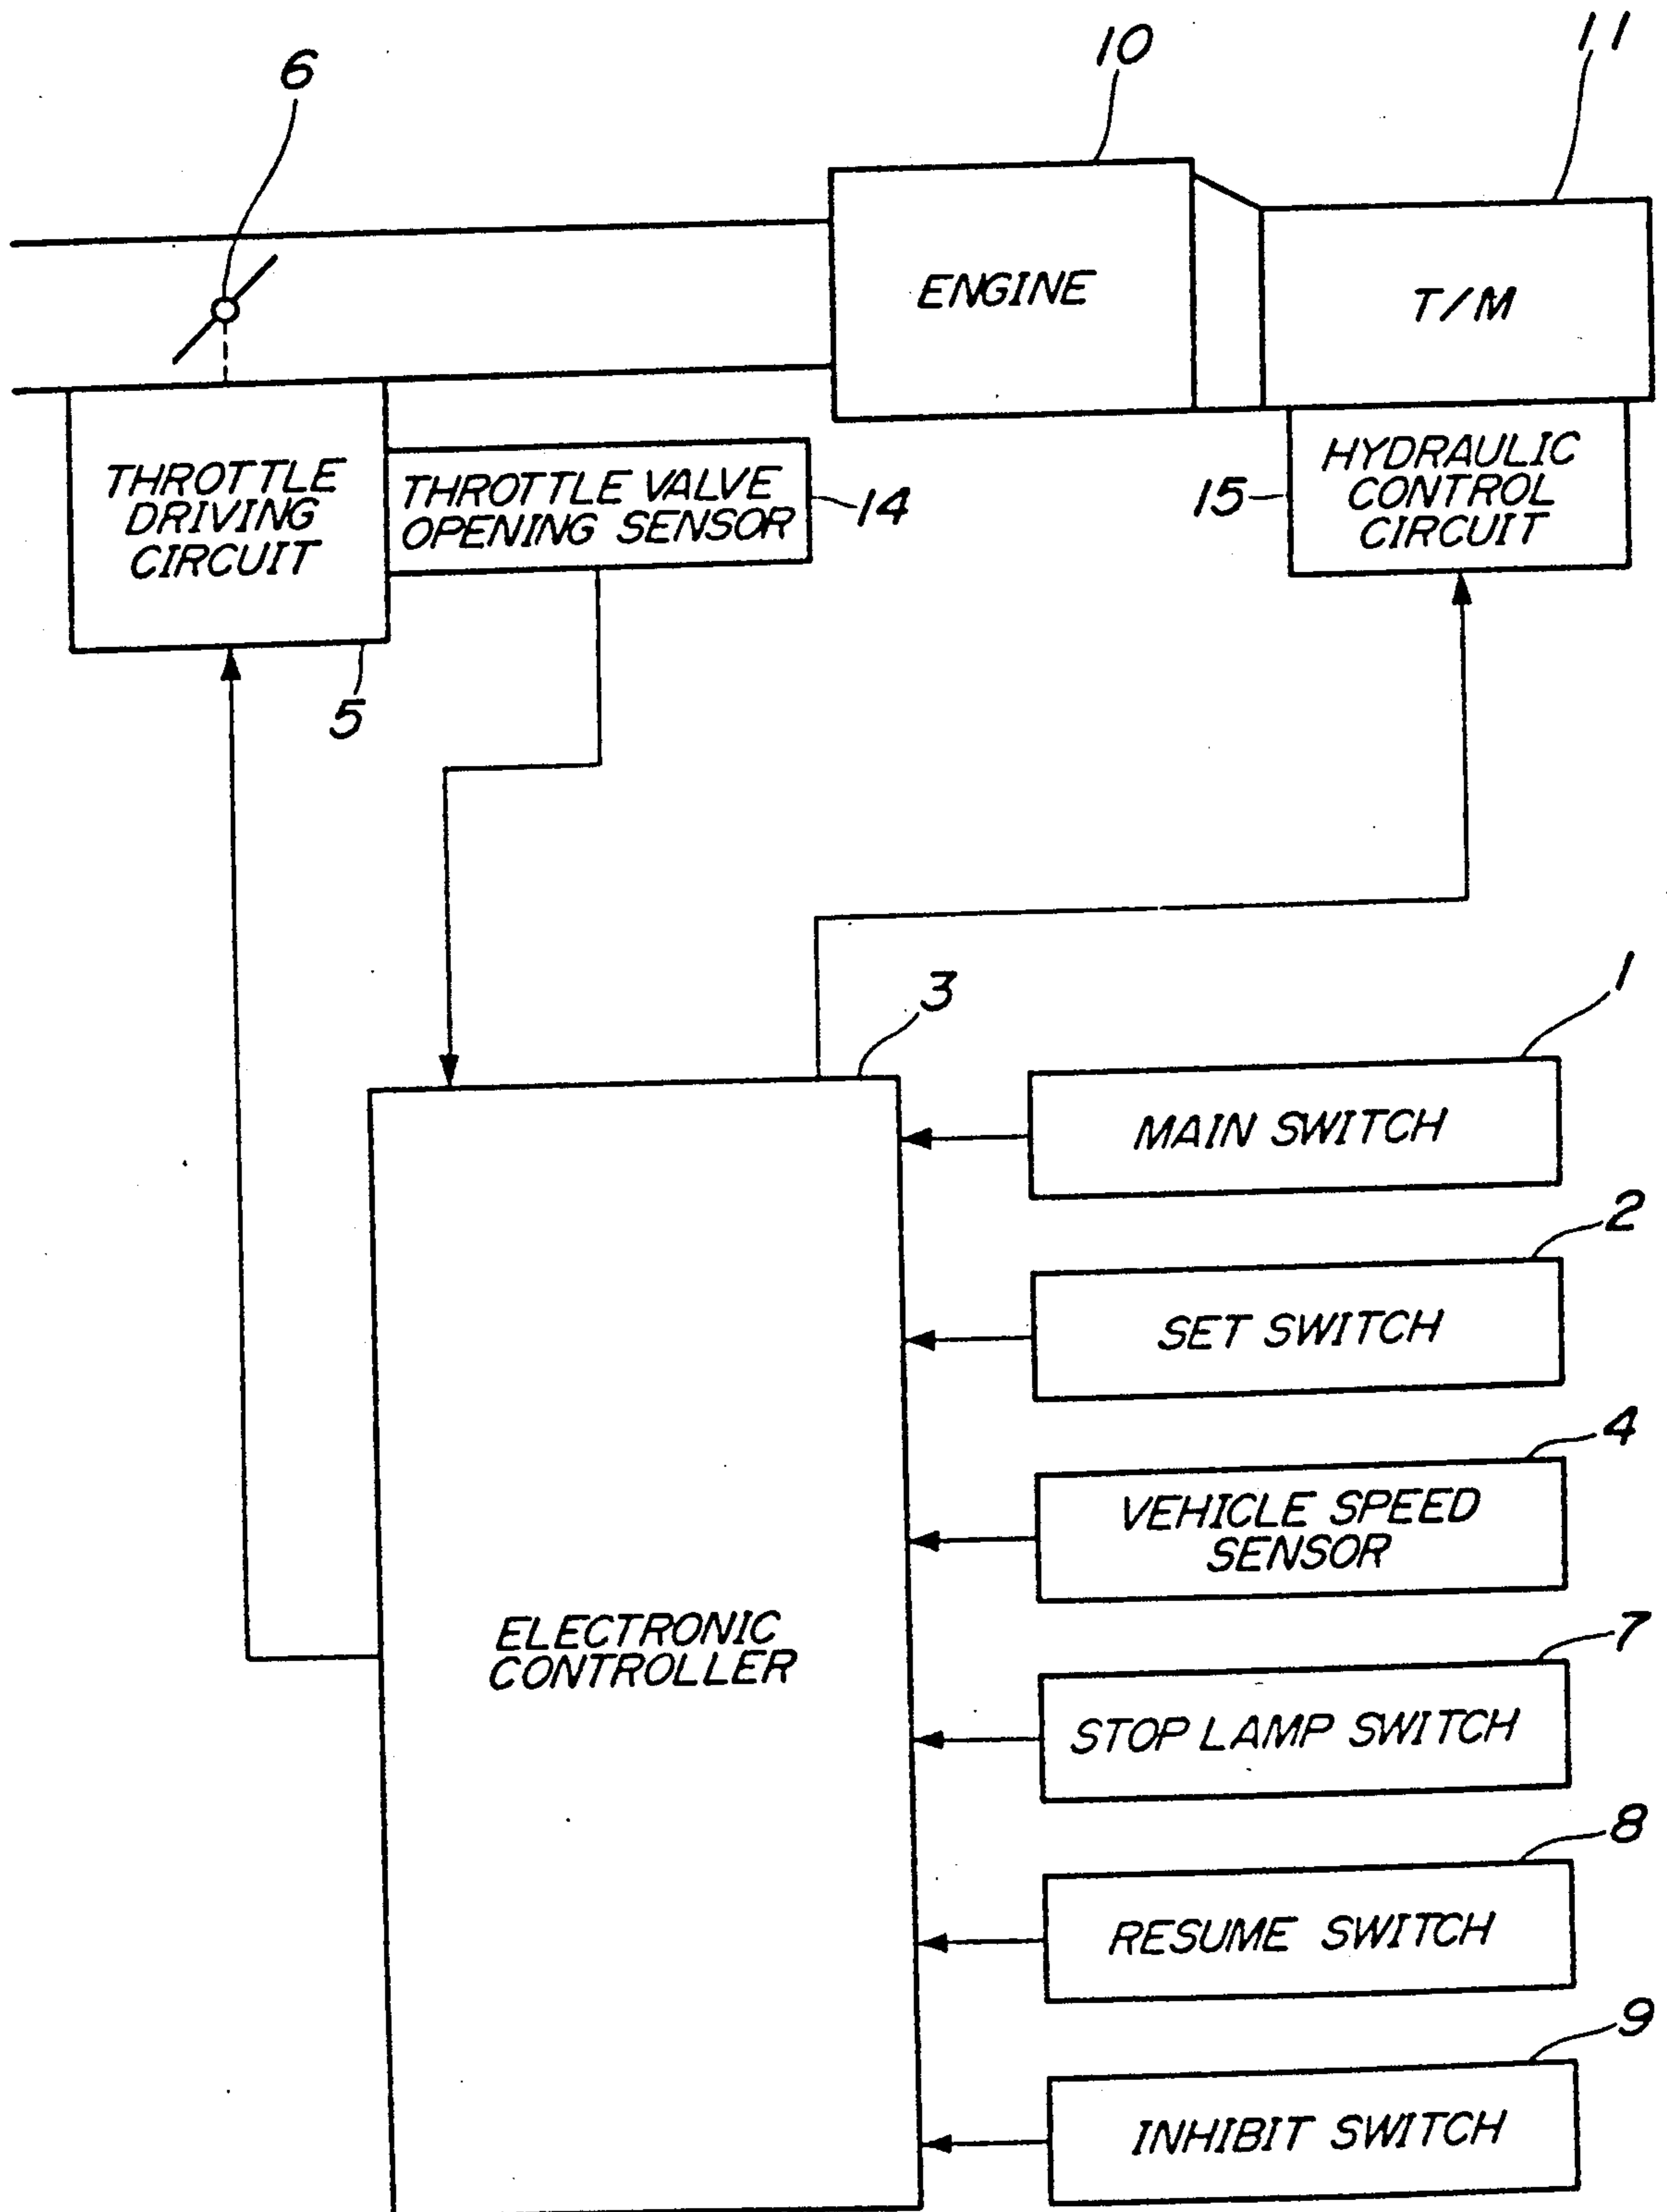 6
10
11
ENGINE
T/M
THROTTLE
DRIVING
CIRCUIT
THROTTLE VALVE
OPENING SENSOR
14
15
HYDRAULIC
CONTROL
CIRCUIT
5
3
1
MAIN SWITCH
2
SET SWITCH
4
VEHICLE SPEED
SENSOR
ELECTRONIC
CONTROLLER
7
STOP LAMP SWITCH
8
RESUME SWITCH
9
INHIBIT SWITCH